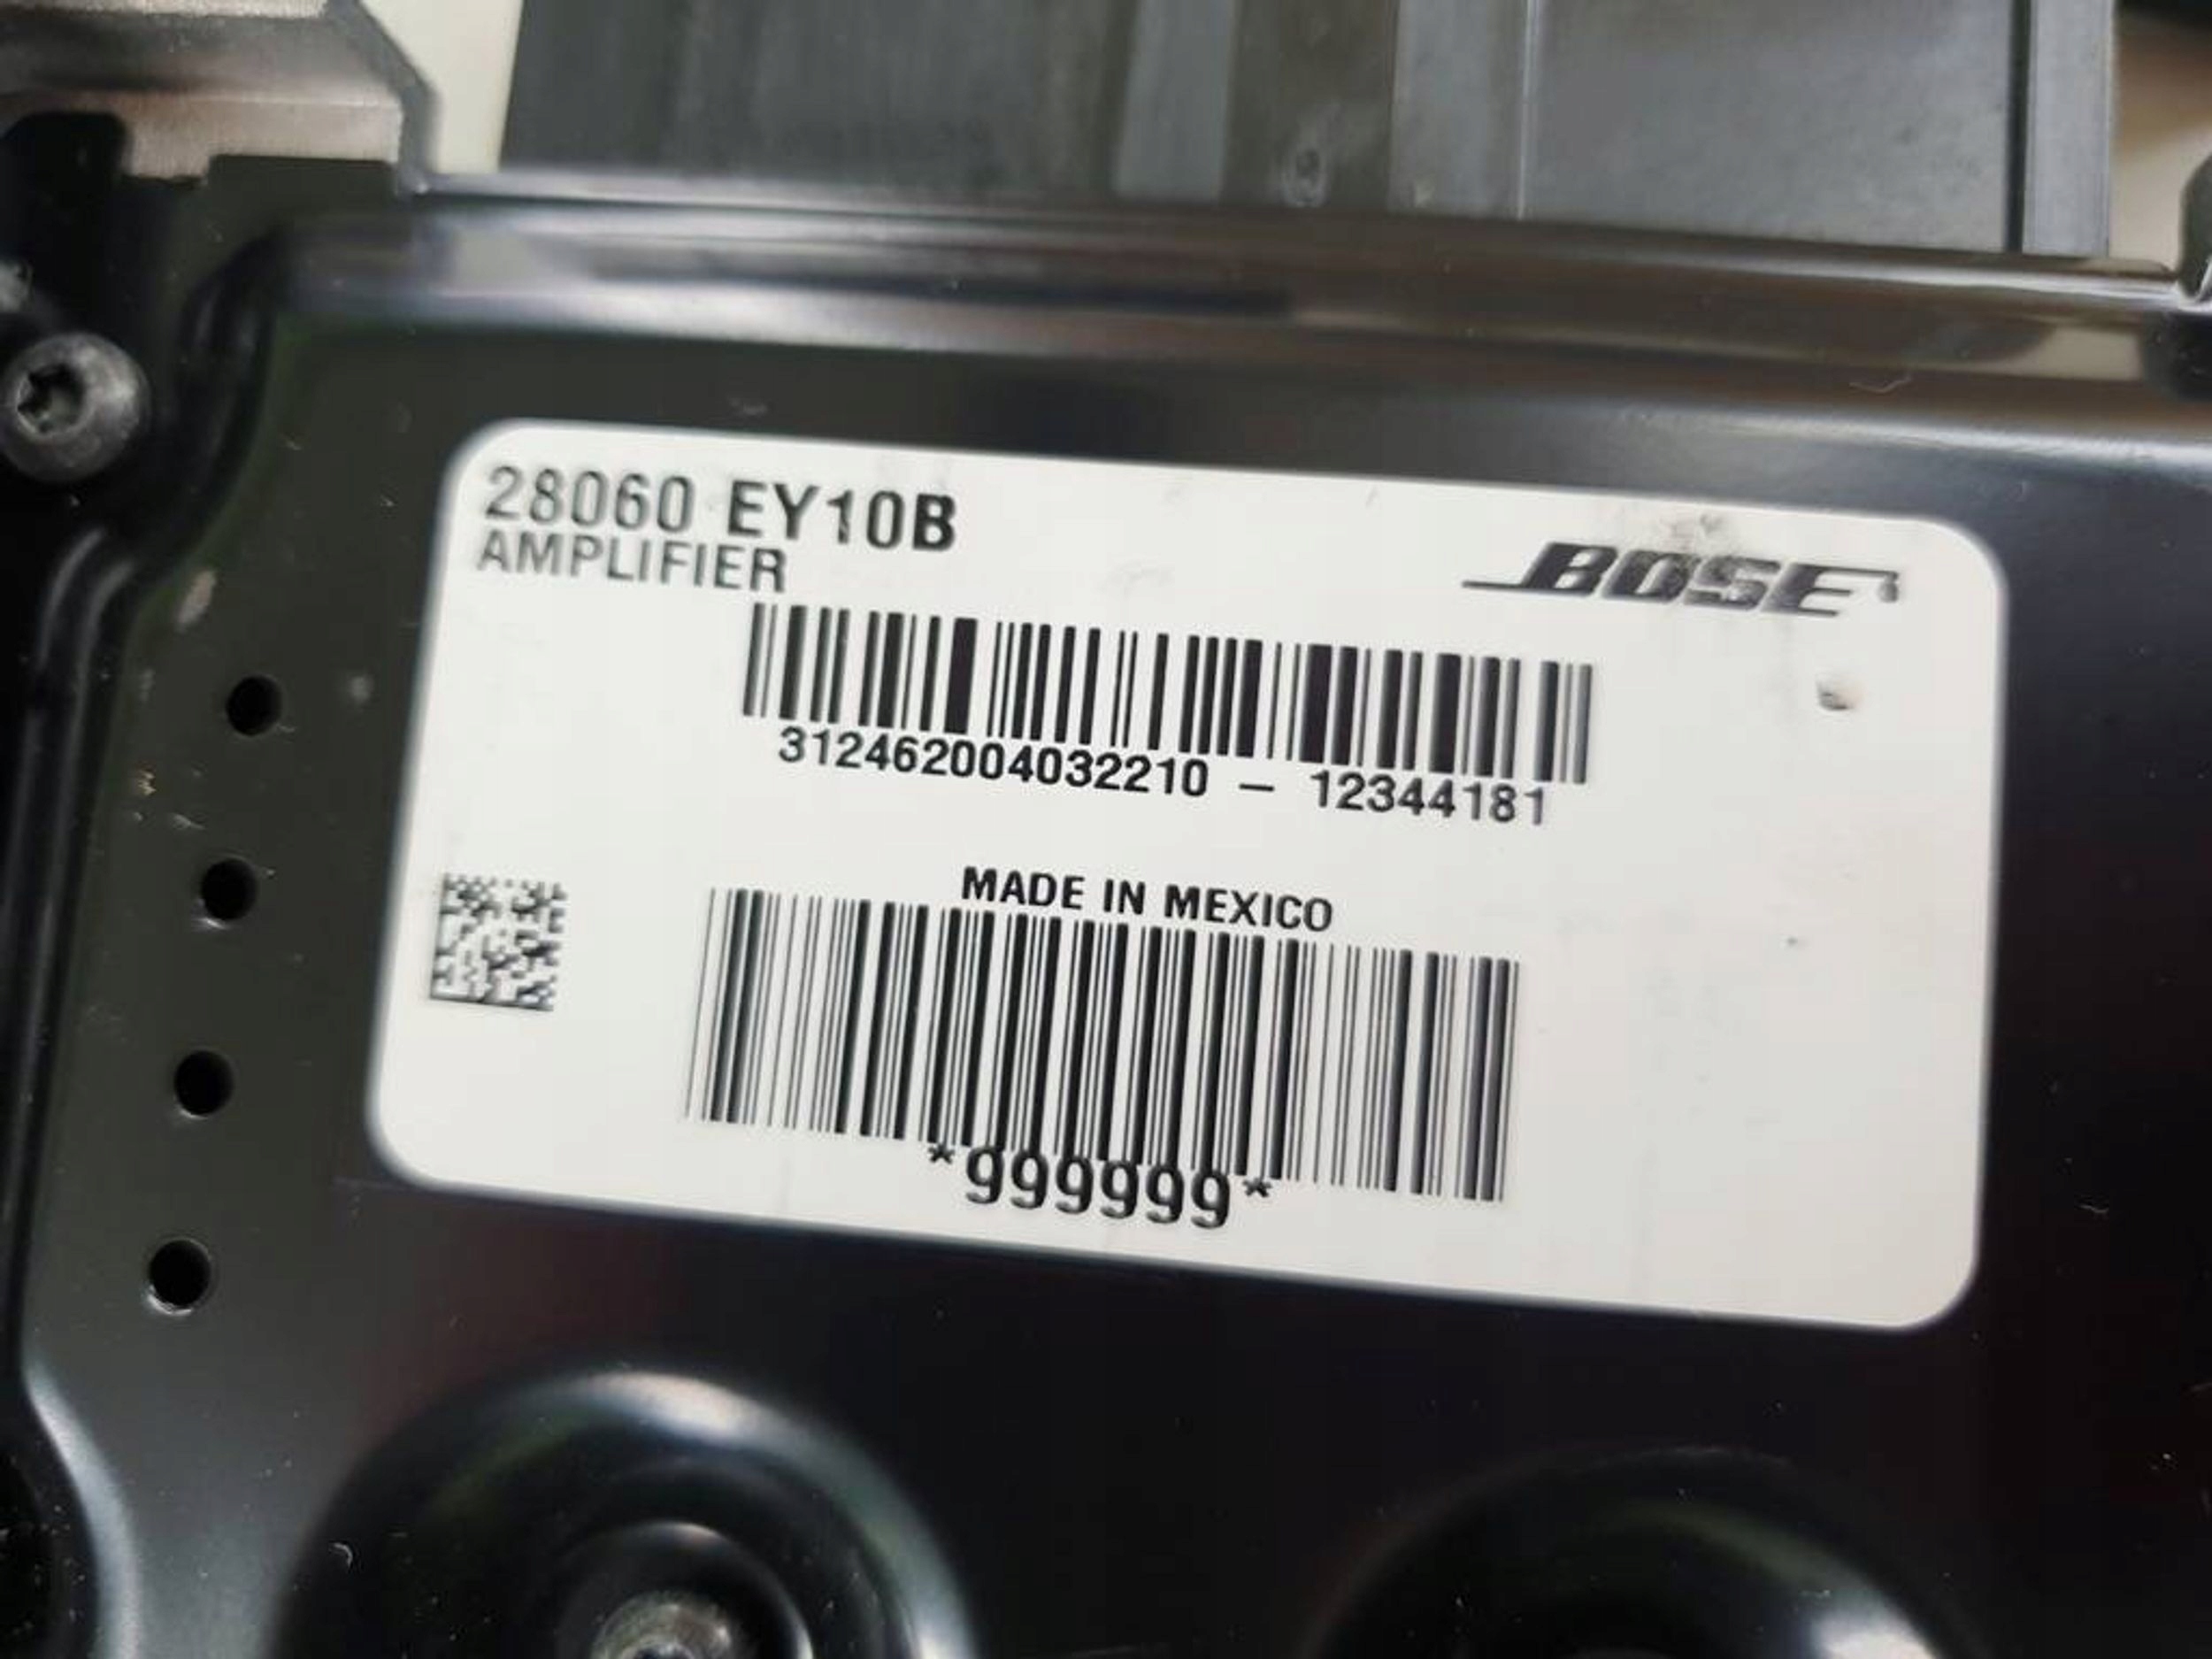 28060 EY10B
AMPLIFIER
BOSE
312462004032210 – 12344181
MADE IN MEXICO
*999999*